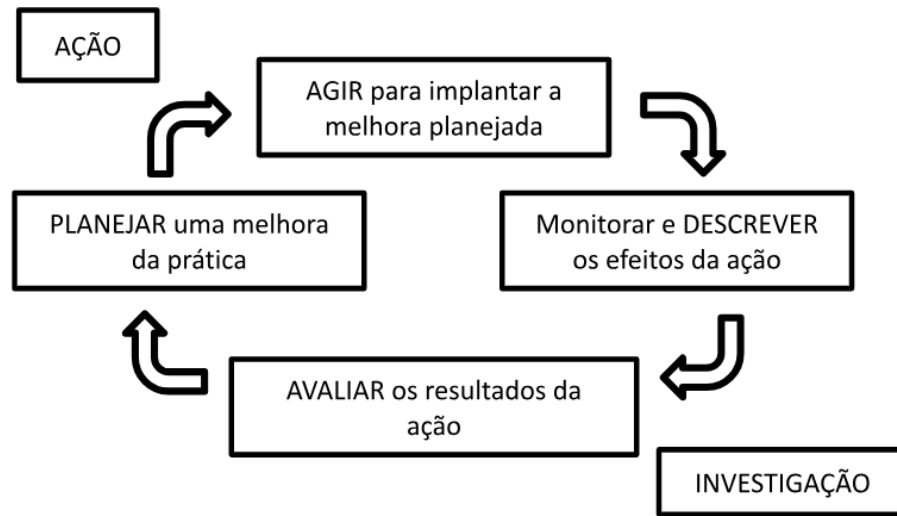 AÇÃO
AGIR para implantar a
melhora planejada
PLANEJAR uma melhora
da prática
Monitorar e DESCREVER
os efeitos da ação
AVALIAR os resultados da
ação
INVESTIGAÇÃO